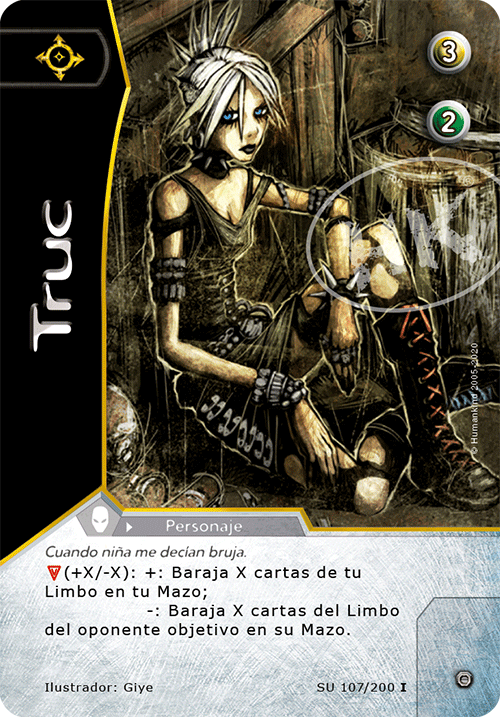 3
2
Truc
HK
© Humankind 2005-2020
Personaje
Cuando niña me decían bruja.
(+X/-X): +: Baraja X cartas de tu
Limbo en tu Mazo;
-: Baraja X cartas del Limbo
del oponente objetivo en su Mazo.
Ilustrador: Giye
SU 107/200 I